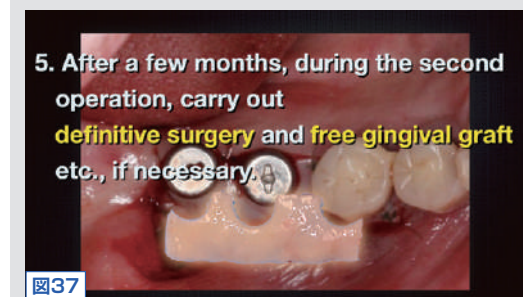 5. After a few months, during the second
operation, carry out
definitive surgery and free gingival graft
etc., if necessary.
図37